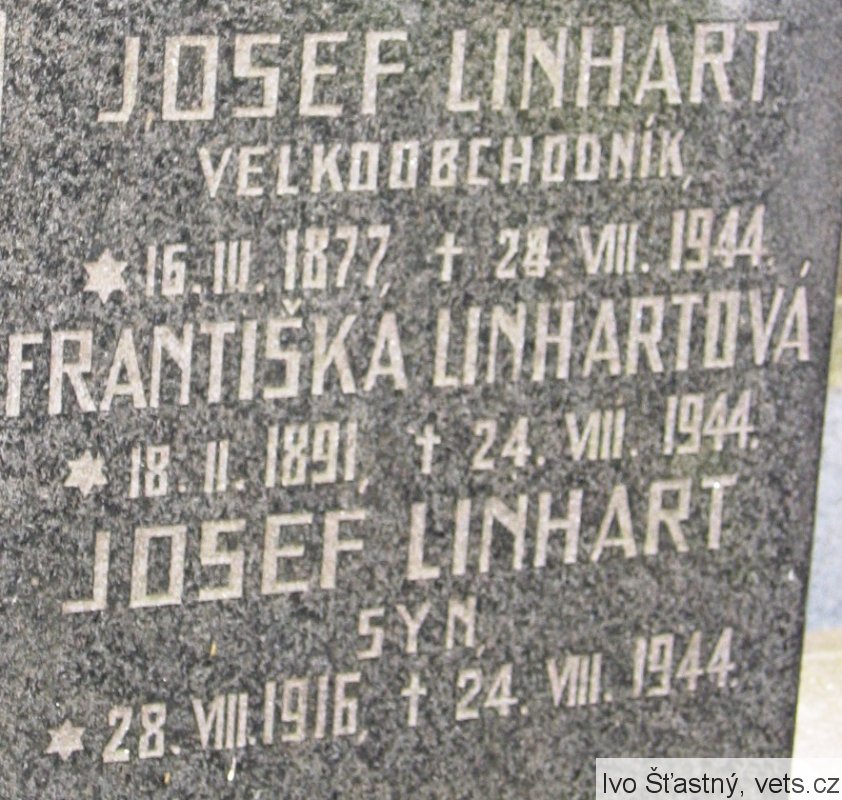 JOSEF LINHART
VELKOOBCHODNÍK,
* 16. III. 1877, † 24. VIII. 1944.
FRANTIŠKA LINHARTOVÁ
* 18. II. 1891, † 24. VIII. 1944.
JOSEF LINHART
SYN,
* 28. VIII. 1916, † 24. VIII. 1944.
Ivo Šťastný, vets.cz